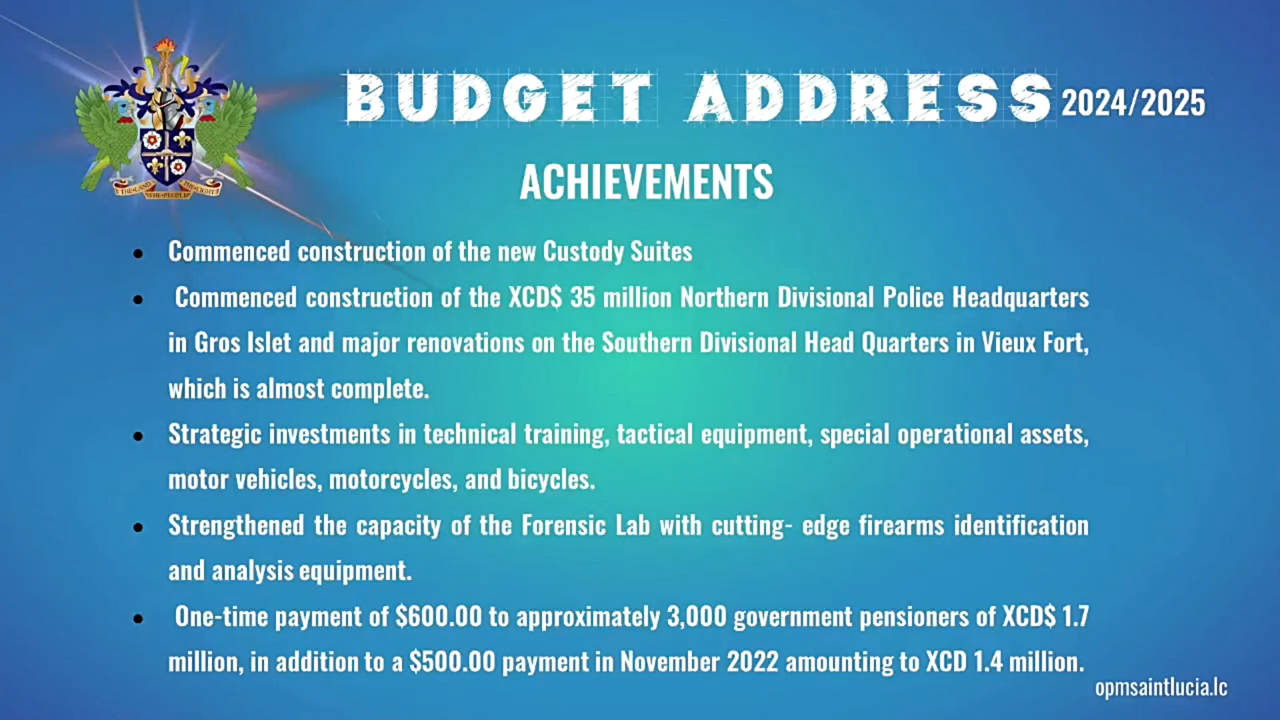 BUDGET ADDRESS 2024/2025
ACHIEVEMENTS
• Commenced construction of the new Custody Suites
• Commenced construction of the XCD$ 35 million Northern Divisional Police Headquarters
in Gros Islet and major renovations on the Southern Divisional Head Quarters in Vieux Fort,
which is almost complete.
• Strategic investments in technical training, tactical equipment, special operational assets,
motor vehicles, motorcycles, and bicycles.
• Strengthened the capacity of the Forensic Lab with cutting- edge firearms identification
and analysis equipment.
• One-time payment of $600.00 to approximately 3,000 government pensioners of XCD$ 1.7
million, in addition to a $500.00 payment in November 2022 amounting to XCD 1.4 million.
opmsaintlucia.lc